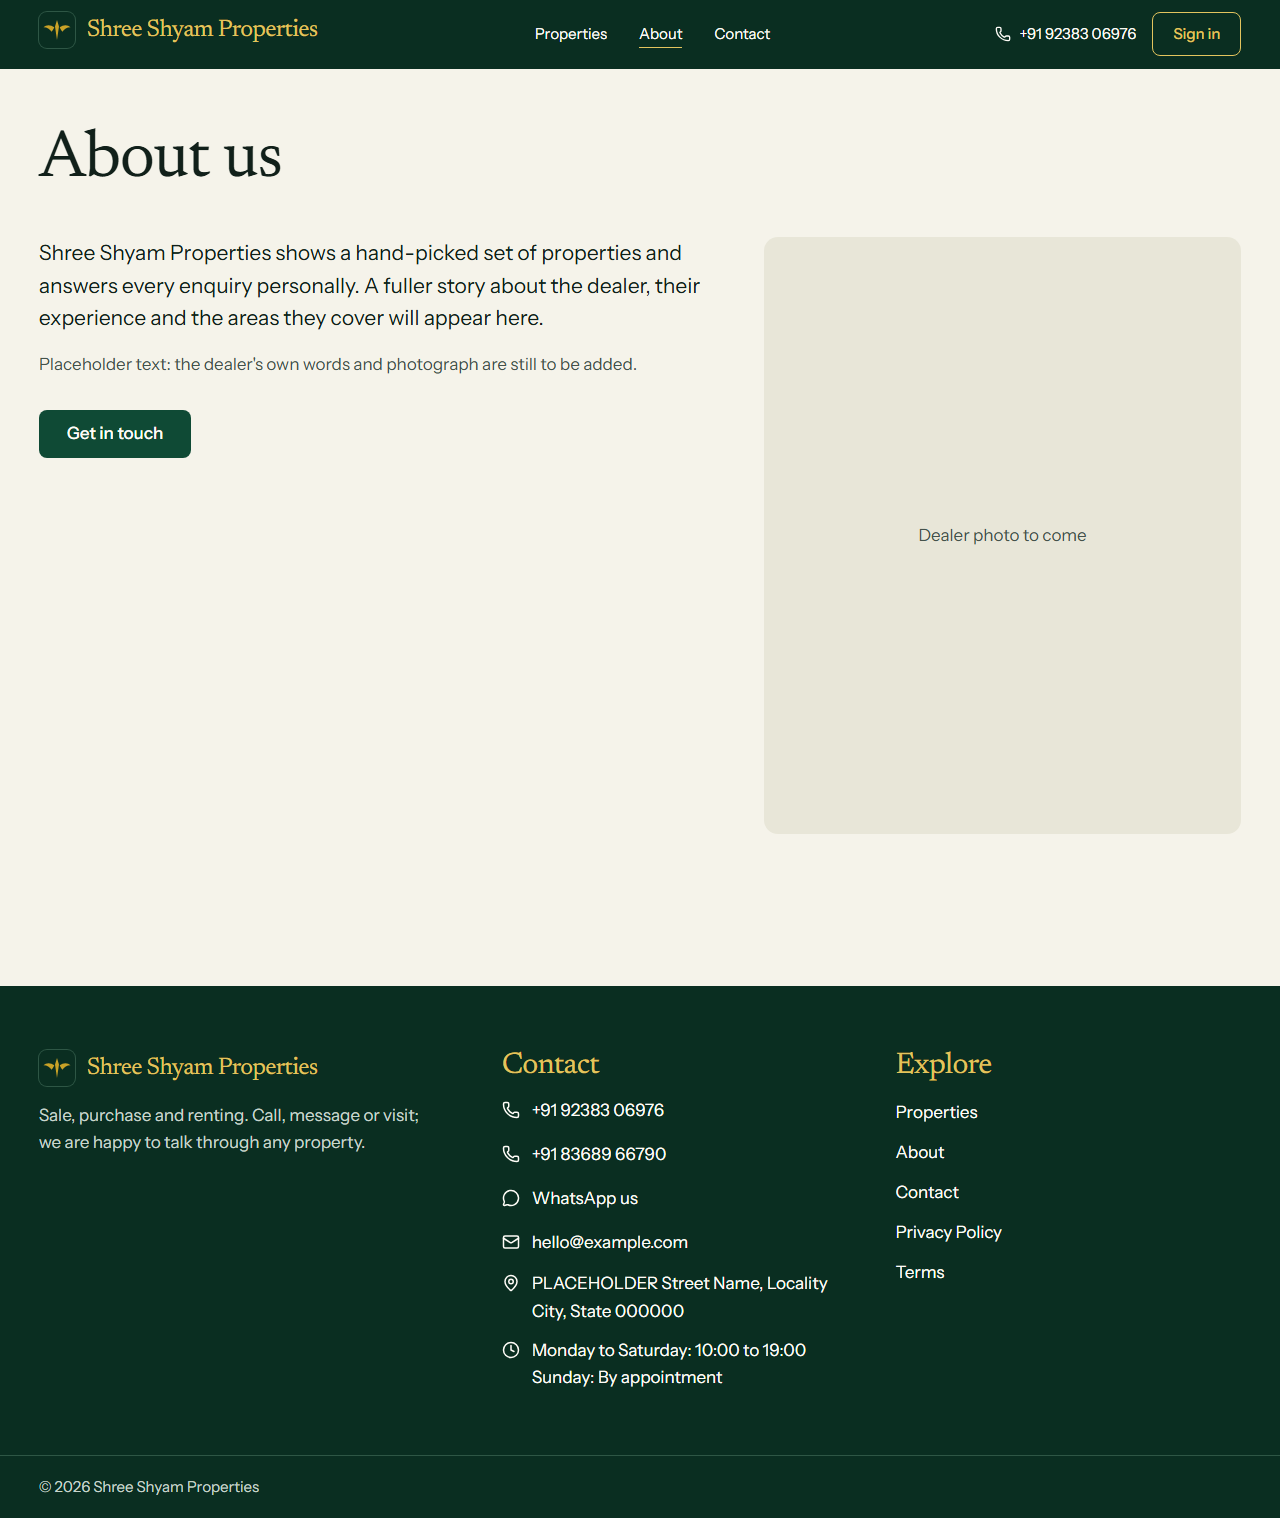 Shree Shyam Properties
Properties
About
Contact
+91 92383 06976
Sign in
About us
Shree Shyam Properties shows a hand-picked set of properties and
answers every enquiry personally. A fuller story about the dealer, their
experience and the areas they cover will appear here.
Placeholder text: the dealer's own words and photograph are still to be added.
Get in touch
Dealer photo to come
Shree Shyam Properties
Sale, purchase and renting. Call, message or visit;
we are happy to talk through any property.
Contact
+91 92383 06976
+91 83689 66790
WhatsApp us
hello@example.com
PLACEHOLDER Street Name, Locality
City, State 000000
Monday to Saturday: 10:00 to 19:00
Sunday: By appointment
Explore
Properties
About
Contact
Privacy Policy
Terms
© 2026 Shree Shyam Properties